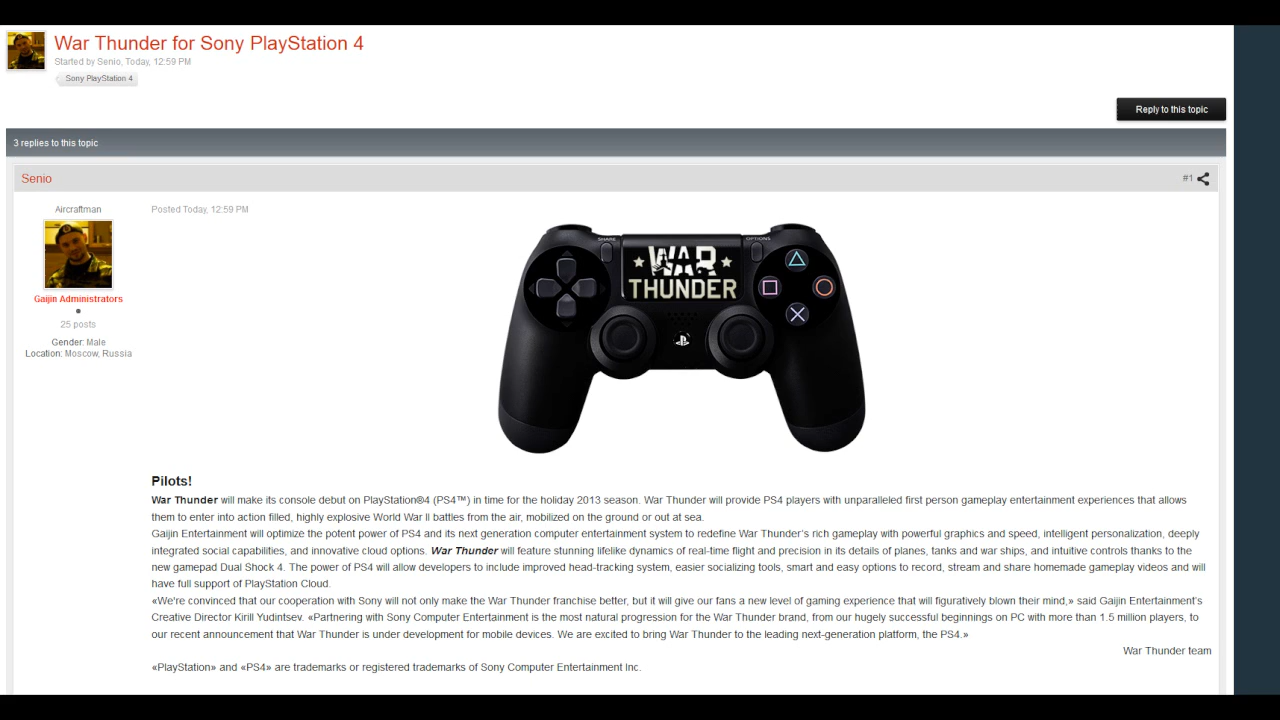 War Thunder for Sony PlayStation 4
Started by Senio, Today, 12:59 PM
Sony PlayStation 4
Reply to this topic
3 replies to this topic
Senio
#1
Aircraftman
Gaijin Administrators
25 posts
Gender: Male
Location: Moscow, Russia
Posted Today, 12:59 PM
SHARE
OPTIONS
WAR
THUNDER
Pilots!
War Thunder will make its console debut on PlayStation®4 (PS4™) in time for the holiday 2013 season. War Thunder will provide PS4 players with unparalleled first person gameplay entertainment experiences that allows
them to enter into action filled, highly explosive World War II battles from the air, mobilized on the ground or out at sea.
Gaijin Entertainment will optimize the potent power of PS4 and its next generation computer entertainment system to redefine War Thunder's rich gameplay with powerful graphics and speed, intelligent personalization, deeply
integrated social capabilities, and innovative cloud options. War Thunder will feature stunning lifelike dynamics of real-time flight and precision in its details of planes, tanks and war ships, and intuitive controls thanks to the
new gamepad Dual Shock 4. The power of PS4 will allow developers to include improved head-tracking system, easier socializing tools, smart and easy options to record, stream and share homemade gameplay videos and will
have full support of PlayStation Cloud.
«We're convinced that our cooperation with Sony will not only make the War Thunder franchise better, but it will give our fans a new level of gaming experience that will figuratively blown their mind,» said Gaijin Entertainment's
Creative Director Kirill Yudintsev. «Partnering with Sony Computer Entertainment is the most natural progression for the War Thunder brand, from our hugely successful beginnings on PC with more than 1.5 million players, to
our recent announcement that War Thunder is under development for mobile devices. We are excited to bring War Thunder to the leading next-generation platform, the PS4.»
War Thunder team
«PlayStation» and «PS4» are trademarks or registered trademarks of Sony Computer Entertainment Inc.